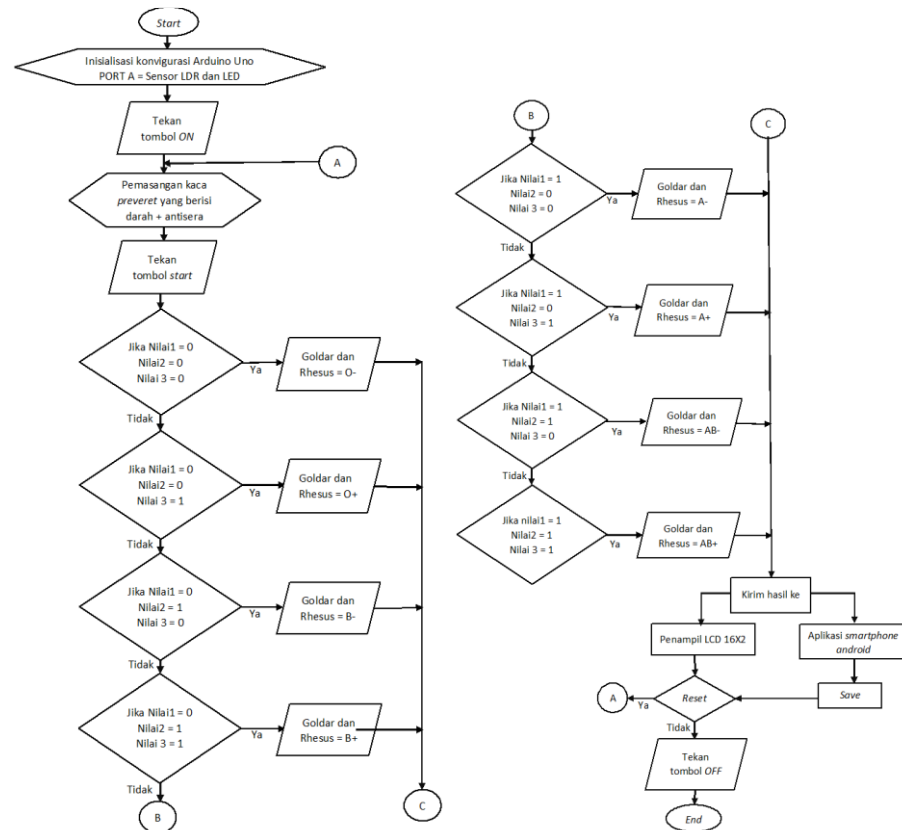 Start
Inisialisasi konvigurasi Arduino Uno
PORT A = Sensor LDR dan LED
Tekan
tombol ON
A
Pemasangan kaca
preveret yang berisi
darah + antisera
Tekan
tombol start
Jika Nilai1 = 0
Nilai2 = 0
Nilai 3 = 0
Ya
Goldar dan
Rhesus = O-
Tidak
Jika Nilai1 = 0
Nilai2 = 0
Nilai 3 = 1
Ya
Goldar dan
Rhesus = O+
Tidak
Jika Nilai1 = 0
Nilai2 = 1
Nilai 3 = 0
Ya
Goldar dan
Rhesus = B-
Tidak
Jika Nilai1 = 0
Nilai2 = 1
Nilai 3 = 1
Ya
Goldar dan
Rhesus = B+
Tidak
B
C
B
C
Jika Nilai1 = 1
Nilai2 = 0
Nilai 3 = 0
Ya
Goldar dan
Rhesus = A-
Tidak
Jika Nilai1 = 1
Nilai2 = 0
Nilai 3 = 1
Ya
Goldar dan
Rhesus = A+
Tidak
Jika Nilai1 = 1
Nilai2 = 1
Nilai 3 = 0
Ya
Goldar dan
Rhesus = AB-
Tidak
Jika nilai1 = 1
Nilai2 = 1
Nilai 3 = 1
Ya
Goldar dan
Rhesus = AB+
Kirim hasil ke
Penampil LCD 16X2
Aplikasi smartphone
android
Save
Reset
Ya
A
Tidak
Tekan
tombol OFF
End